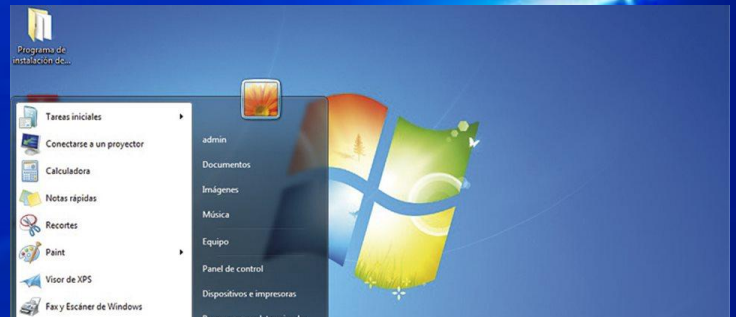 Programa de
instalación de...
Tareas iniciales
Conectarse a un proyector
Calculadora
Notas rápidas
Recortes
Paint
Visor de XPS
Fax y Escáner de Windows
admin
Documentos
Imágenes
Música
Equipo
Panel de control
Dispositivos e impresoras